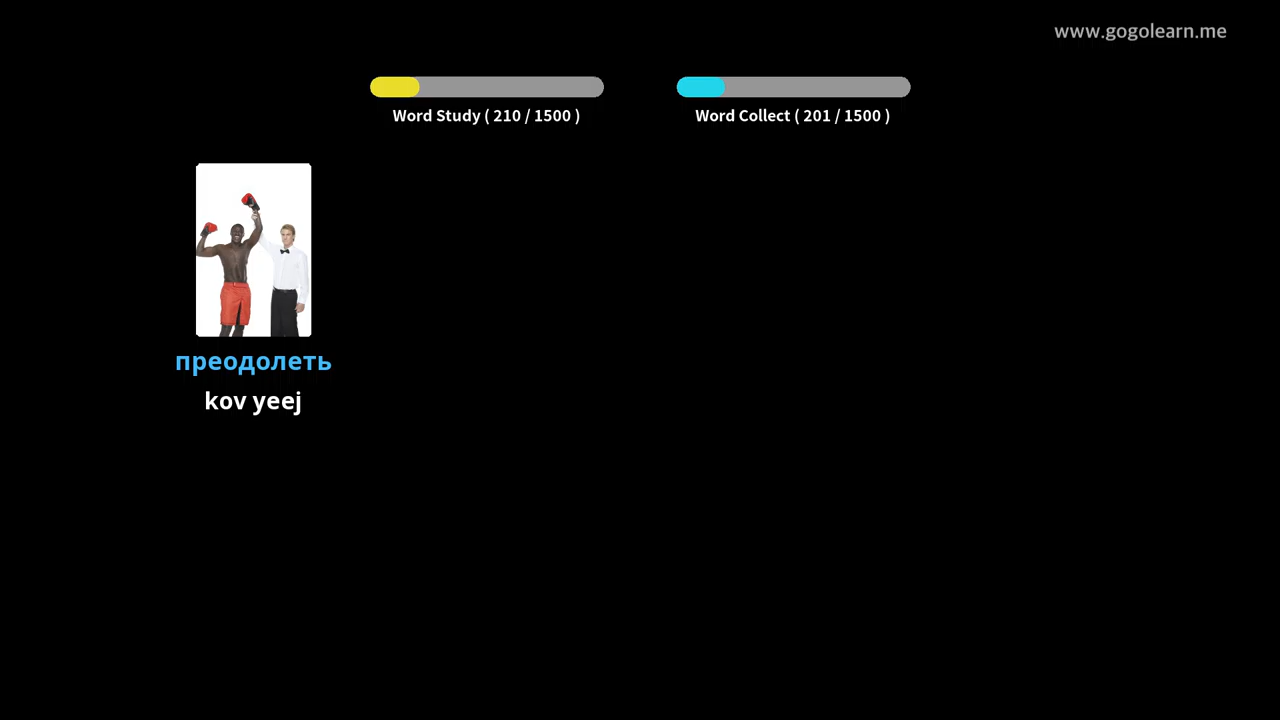 www.gogolearn.me
Word Study ( 210 / 1500 )
Word Collect ( 201 / 1500 )
преодолеть
kov yeej